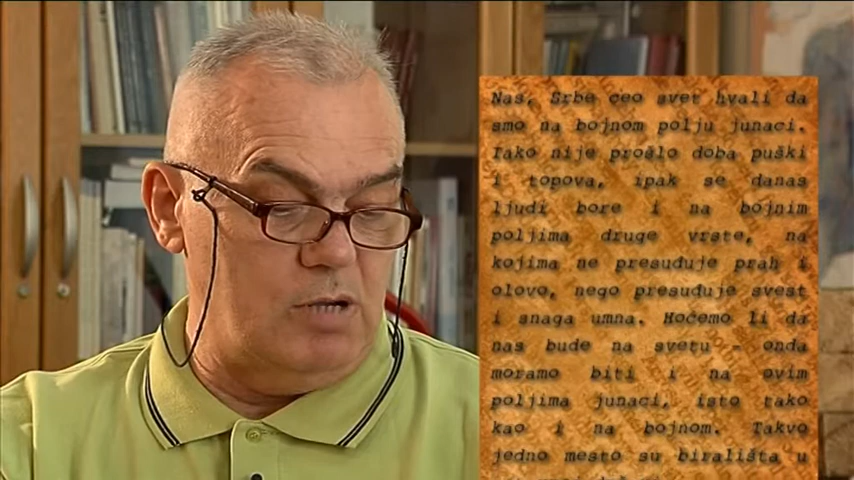 Nas, Srbe ceo svet hvali da
smo na bojnom polju junaci.
Iako nije prošlo doba puški
i topova, ipak se danas
ljudi bore i na bojnim
poljima druge vrste, na
kojima ne presuđuje prah i
olovo, nego presuđuje svest
i snaga umna. Hoćemo li da
nas bude na svetu - onda
moramo biti i na ovim
poljima junaci, isto tako
kao i na bojnom. Takvo
jedno mesto su birališta u